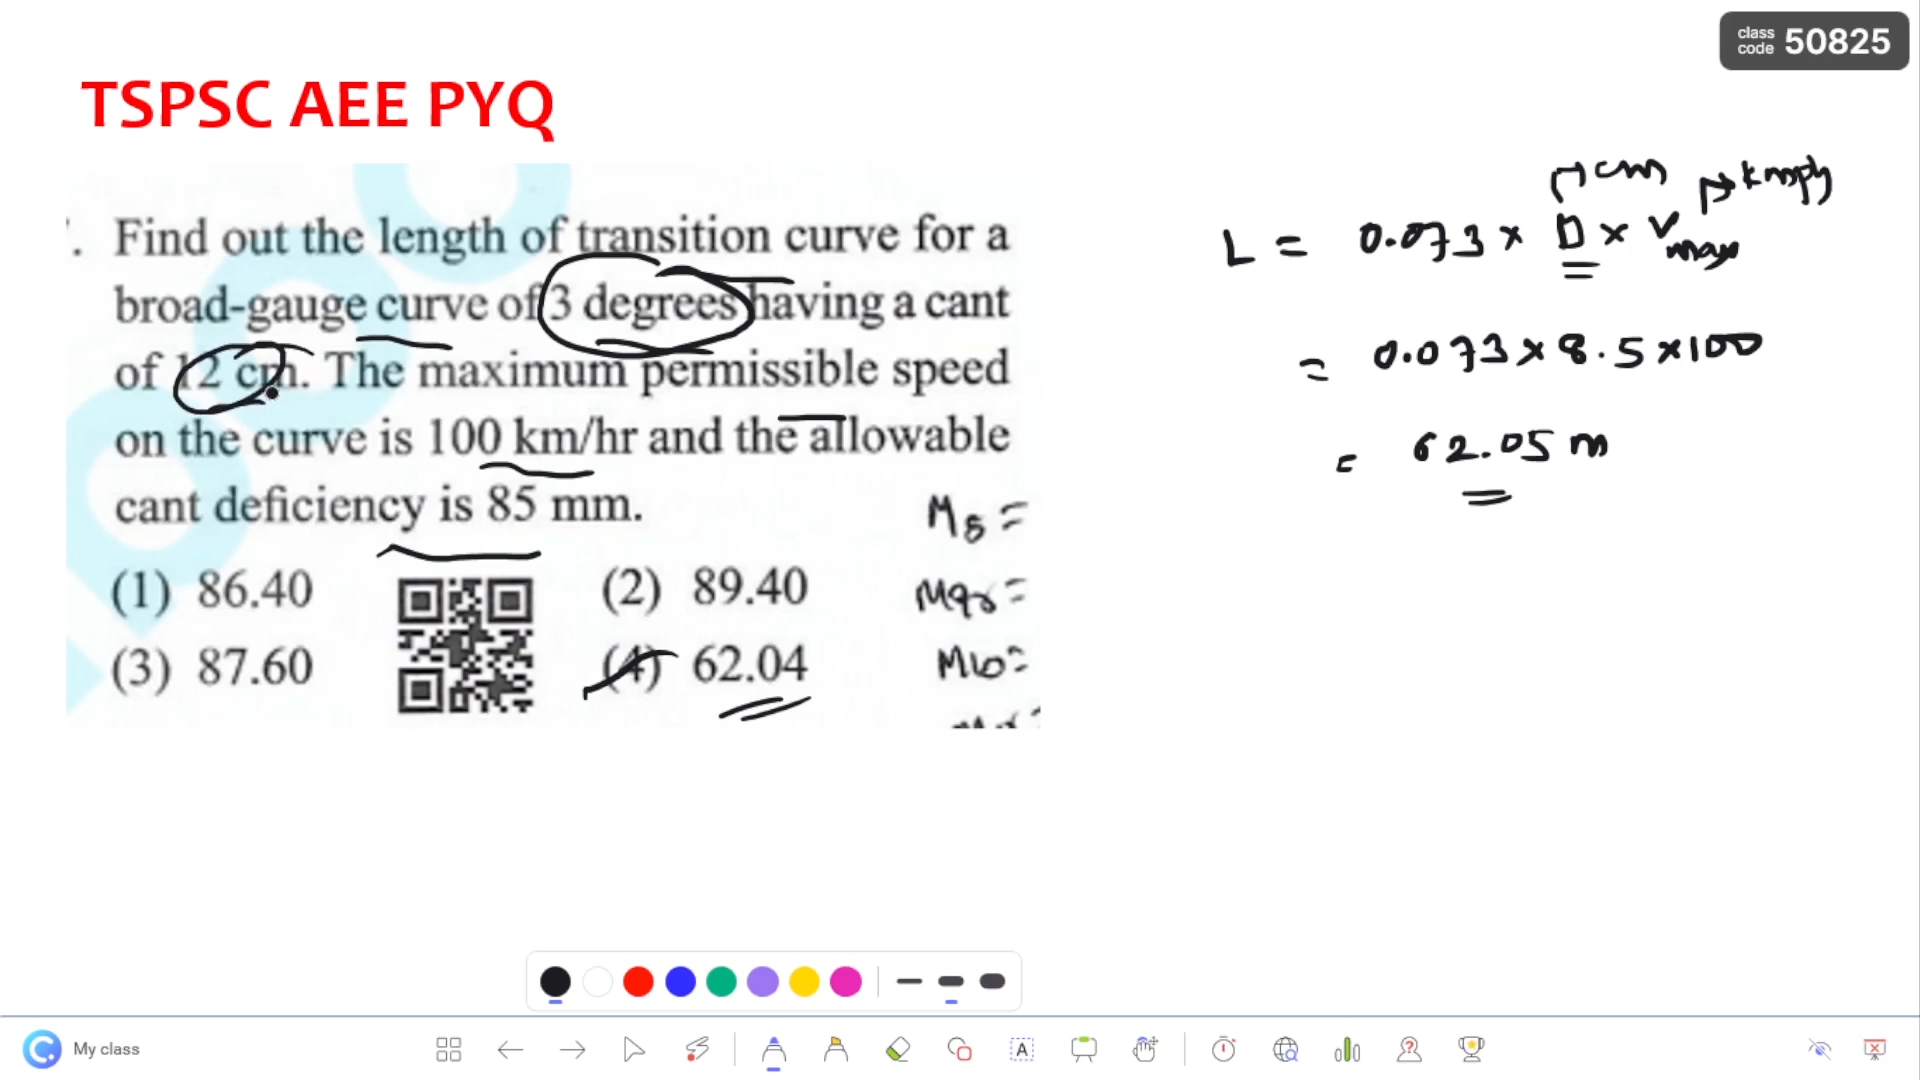 class code 50825
TSPSC AEE PYQ
. Find out the length of transition curve for a
broad-gauge curve of 3 degrees having a cant
of 12 cm. The maximum permissible speed
on the curve is 100 km/hr and the allowable
cant deficiency is 85 mm.
(1) 86.40 (2) 89.40
(3) 87.60 (4) 62.04
cm kmph
L = 0.073 × D × Vmax
= 0.073 × 8.5 × 100
= 62.05 m
My class